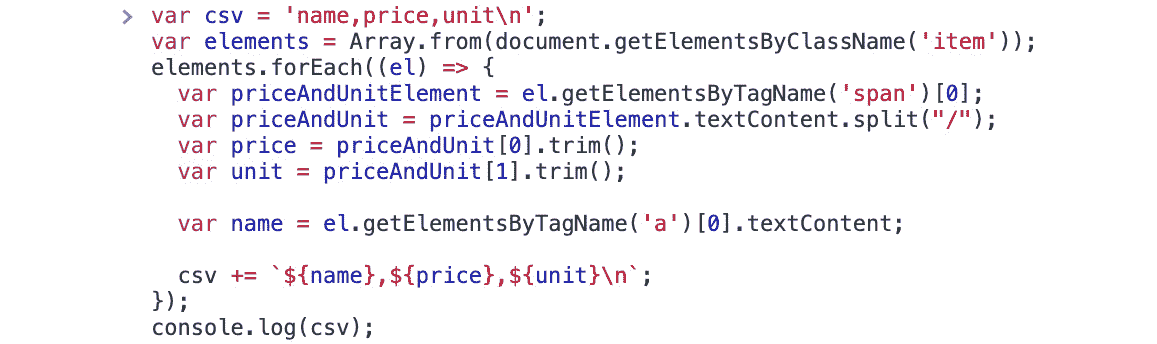 > var csv = 'name,price,unit\n';
var elements = Array.from(document.getElementsByClassName('item'));
elements.forEach((el) => {
  var priceAndUnitElement = el.getElementsByTagName('span')[0];
  var priceAndUnit = priceAndUnitElement.textContent.split("/");
  var price = priceAndUnit[0].trim();
  var unit = priceAndUnit[1].trim();

  var name = el.getElementsByTagName('a')[0].textContent;

  csv += `${name},${price},${unit}\n`;
});
console.log(csv);